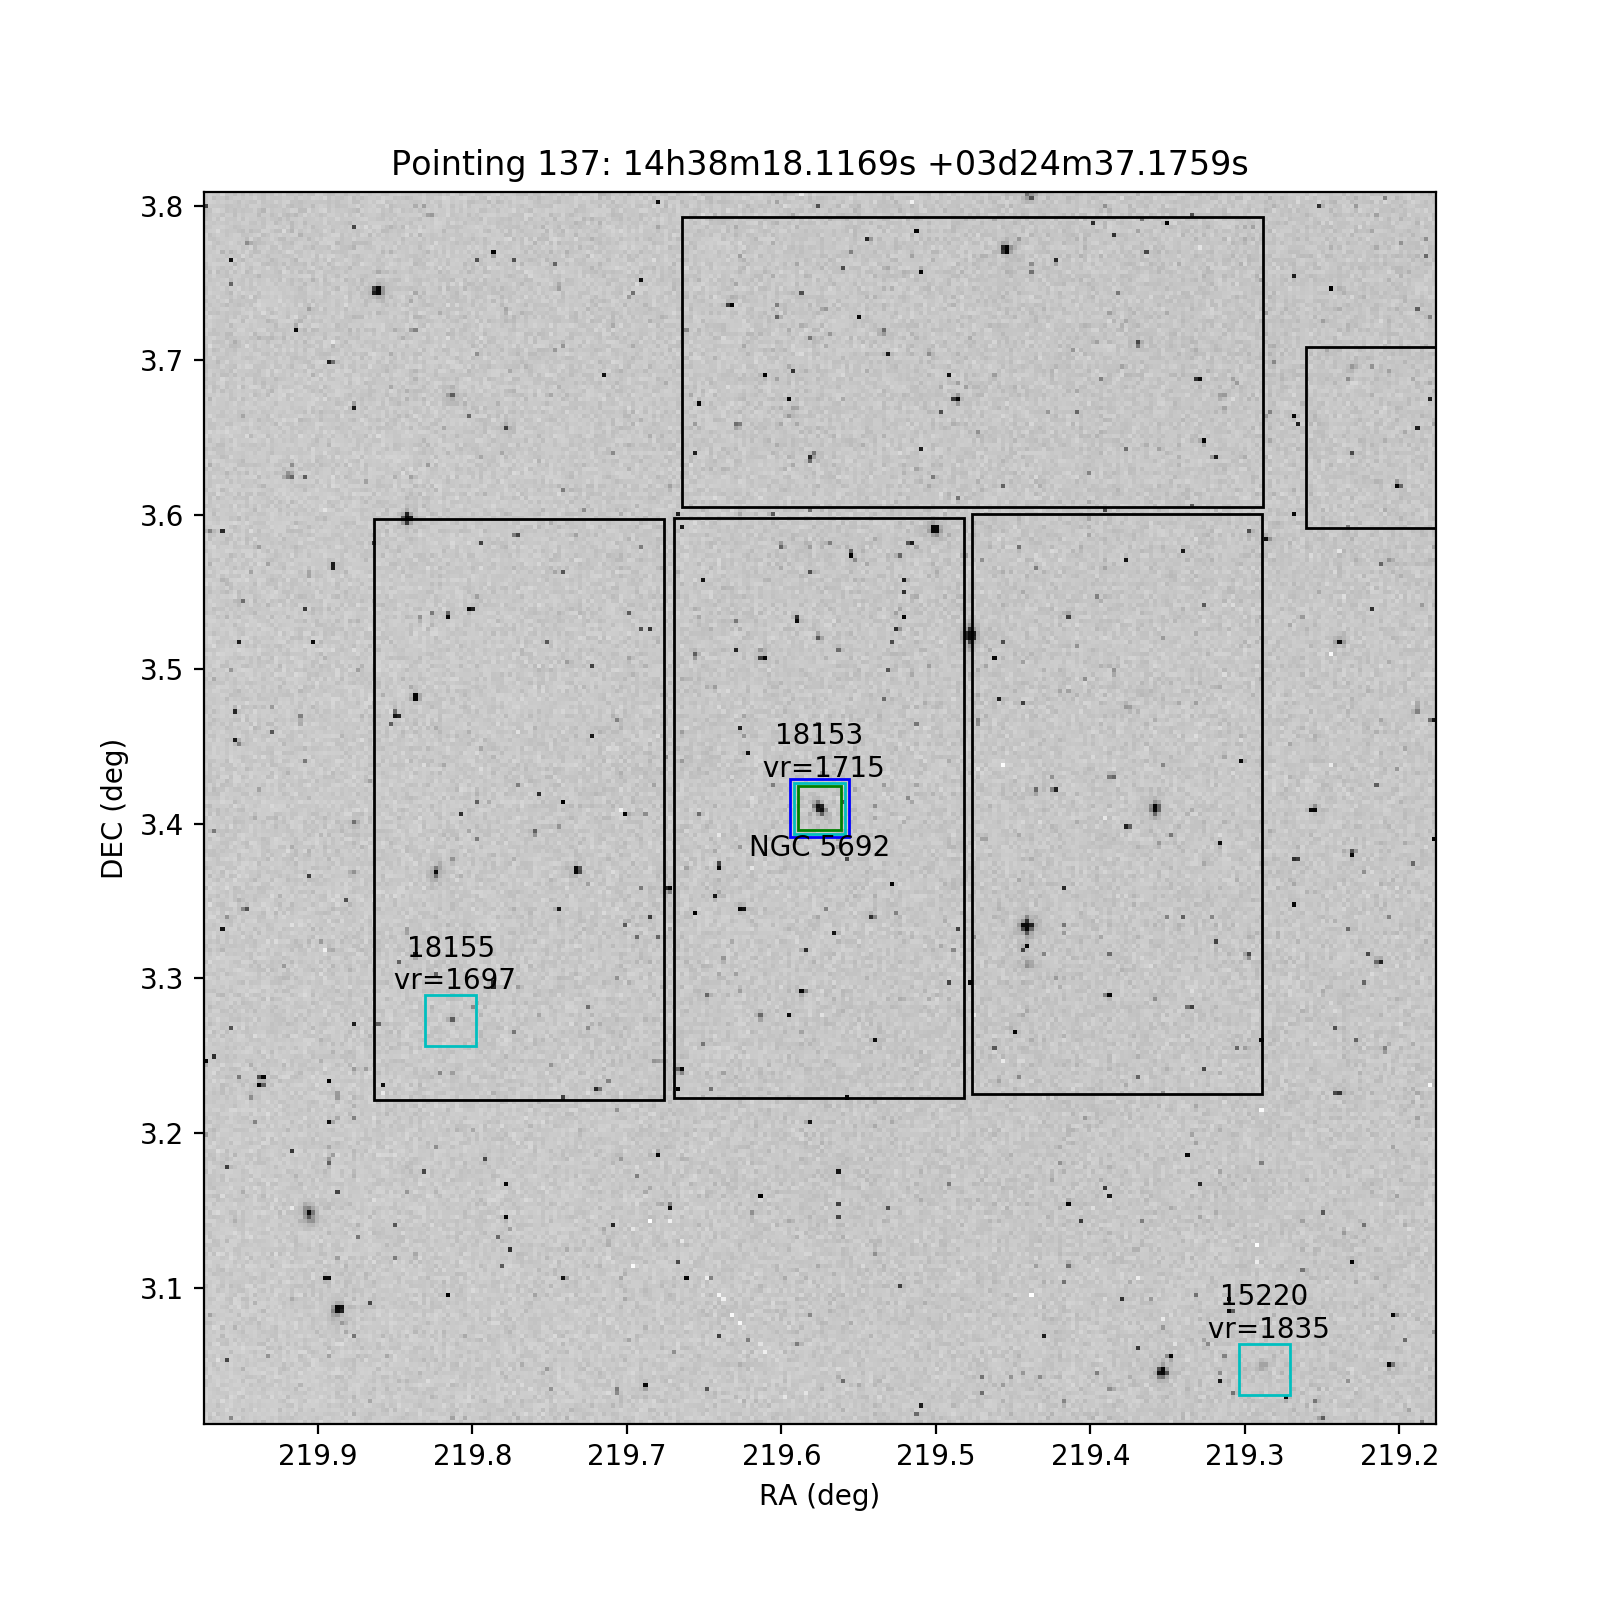 Pointing 137: 14h38m18.1169s +03d24m37.1759s
3.8
3.7
3.6
3.5
3.4
3.3
3.2
3.1
DEC (deg)
18153
vr=1715
NGC 5692
18155
vr=1697
15220
vr=1835
219.9 219.8 219.7 219.6 219.5 219.4 219.3 219.2
RA (deg)